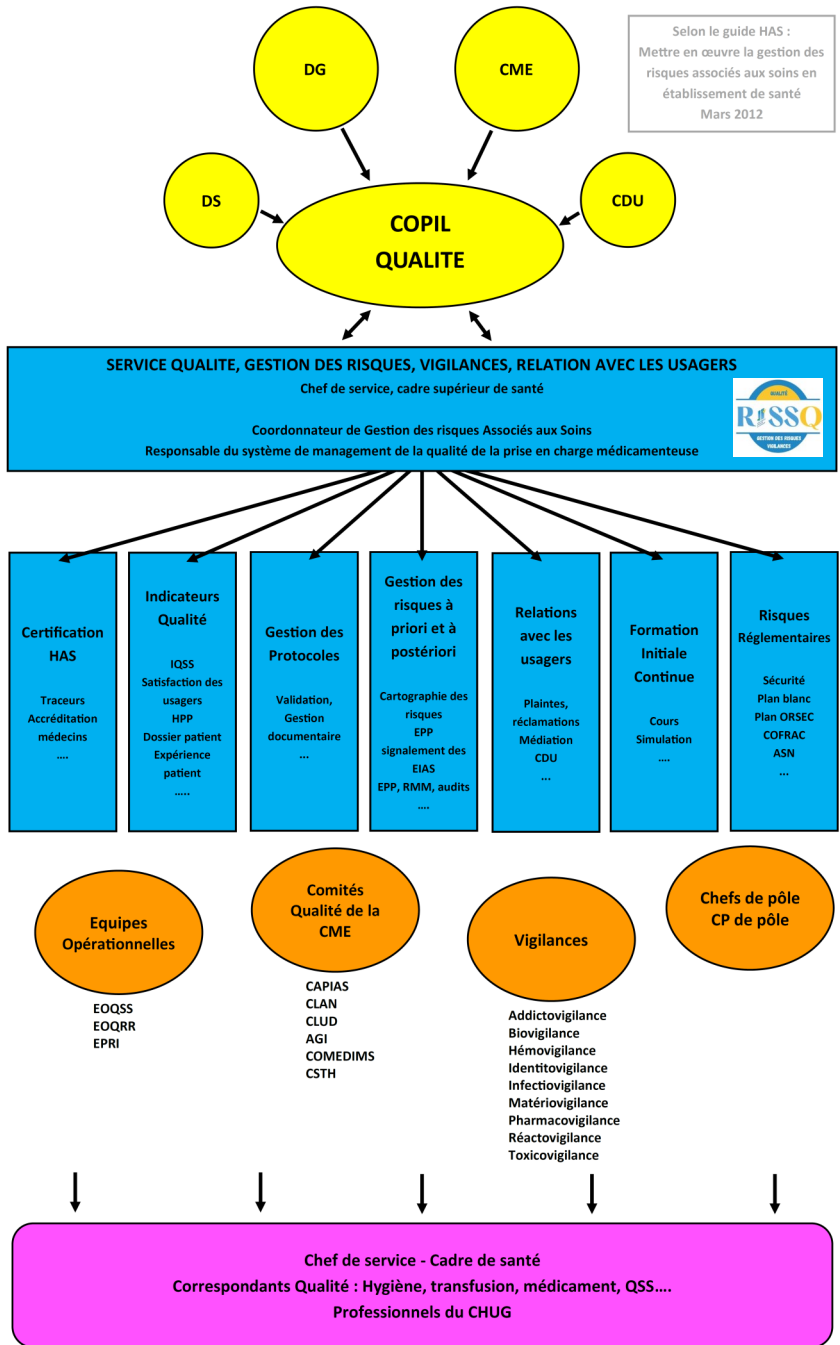 DG
CME
Selon le guide HAS :
Mettre en œuvre la gestion des
risques associés aux soins en
établissement de santé
Mars 2012
DS
CDU
COPIL
QUALITE
SERVICE QUALITE, GESTION DES RISQUES, VIGILANCES, RELATION AVEC LES USAGERS
Chef de service, cadre supérieur de santé
Coordonnateur de Gestion des risques Associés aux Soins
Responsable du système de management de la qualité de la prise en charge médicamenteuse
QUALITÉ
RISSQ
GESTION DES RISQUES
VIGILANCES
Certification
HAS
Traceurs
Accréditation
médecins
....
Indicateurs
Qualité
IQSS
Satisfaction des
usagers
HPP
Dossier patient
Expérience
patient
.....
Gestion des
Protocoles
Validation,
Gestion
documentaire
...
Gestion des
risques à
priori et à
postériori
Cartographie des
risques
EPP
signalement des
EIAS
EPP, RMM, audits
....
Relations
avec les
usagers
Plaintes,
réclamations
Médiation
CDU
...
Formation
Initiale
Continue
Cours
Simulation
....
Risques
Réglementaires
Sécurité
Plan blanc
Plan ORSEC
COFRAC
ASN
...
Equipes
Opérationnelles
EOQSS
EOQRR
EPRI
Comités
Qualité de la
CME
CAPIAS
CLAN
CLUD
AGI
COMEDIMS
CSTH
Vigilances
Addictovigilance
Biovigilance
Hémovigilance
Identitovigilance
Infectiovigilance
Matériovigilance
Pharmacovigilance
Réactovigilance
Toxicovigilance
Chefs de pôle
CP de pôle
Chef de service - Cadre de santé
Correspondants Qualité : Hygiène, transfusion, médicament, QSS....
Professionnels du CHUG